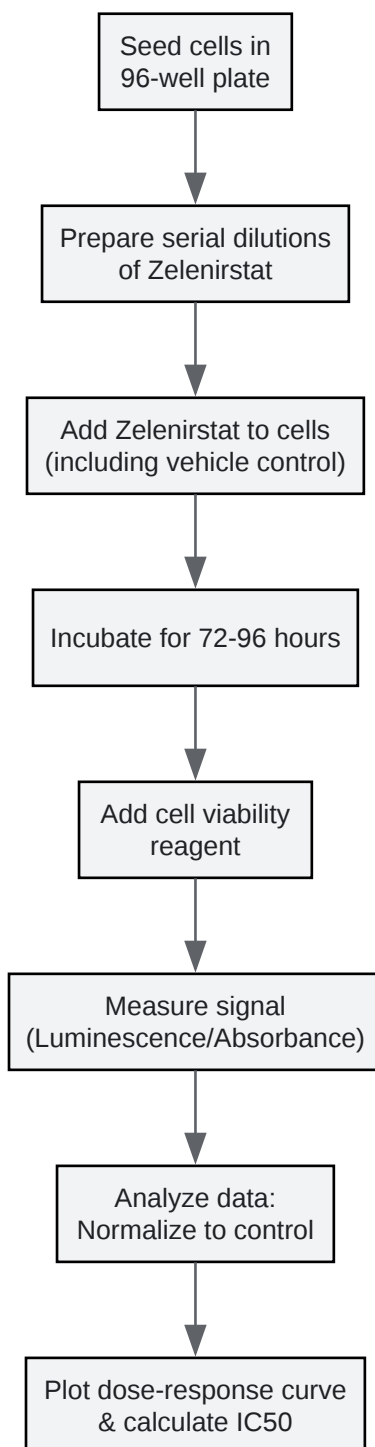 Seed cells in
96-well plate
Prepare serial dilutions
of Zelenirstat
Add Zelenirstat to cells
(including vehicle control)
Incubate for 72-96 hours
Add cell viability
reagent
Measure signal
(Luminescence/Absorbance)
Analyze data:
Normalize to control
Plot dose-response curve
& calculate IC50